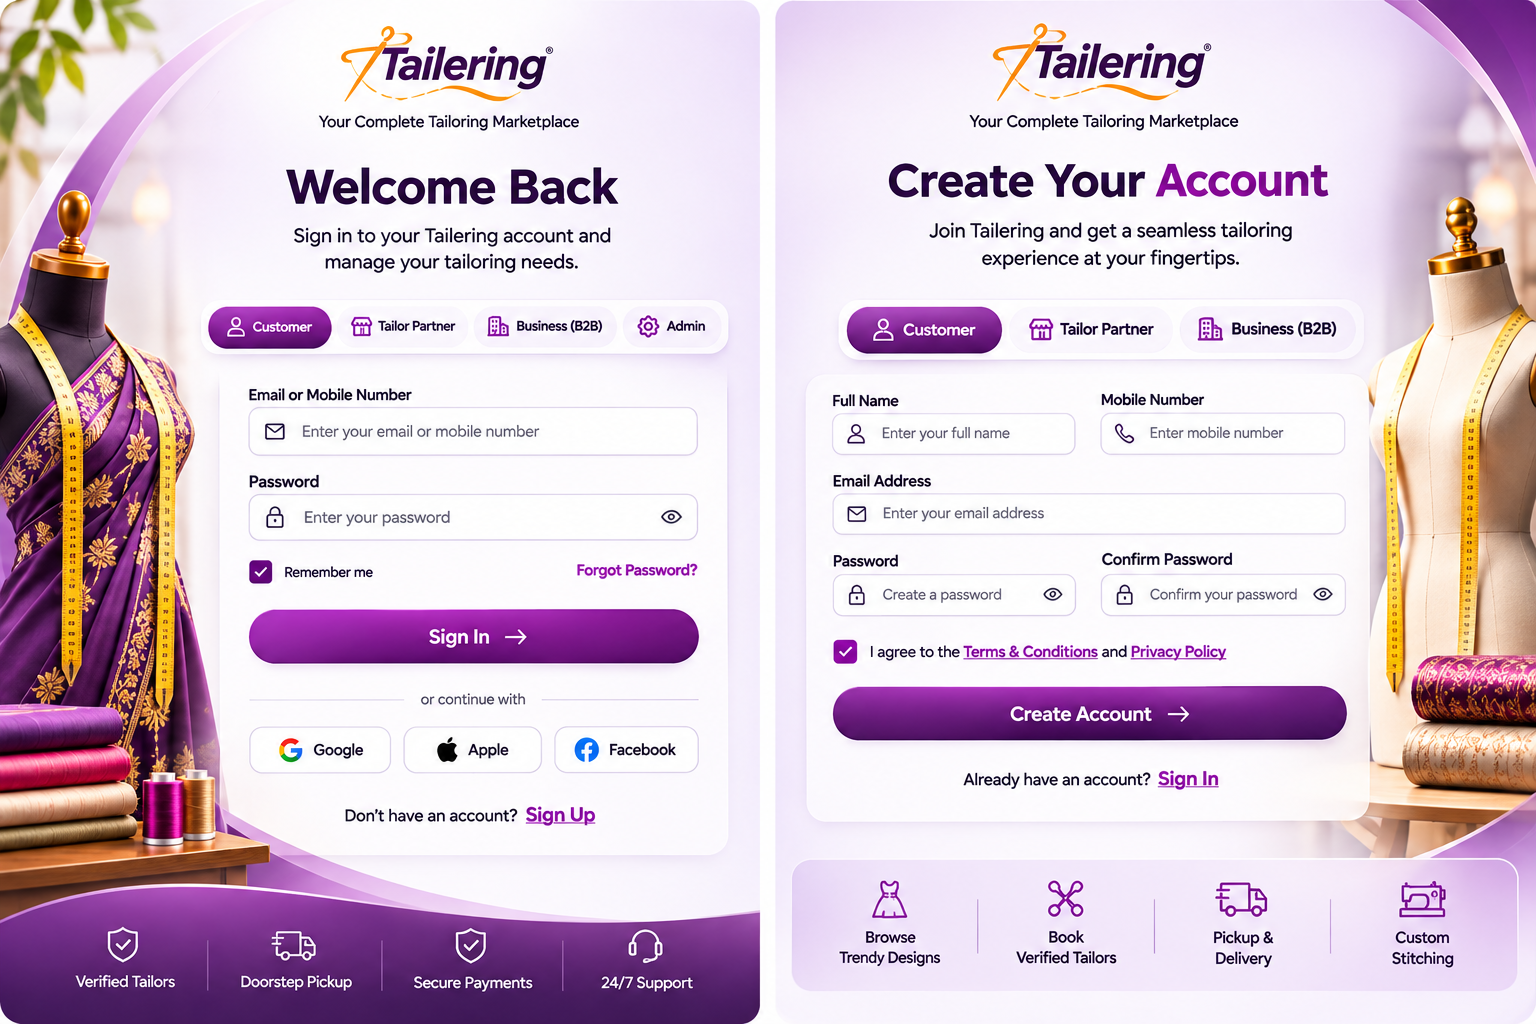 Tailering®
Your Complete Tailoring Marketplace
Welcome Back
Sign in to your Tailering account and
manage your tailoring needs.
Customer
Tailor Partner
Business (B2B)
Admin
Email or Mobile Number
Enter your email or mobile number
Password
Enter your password
Remember me
Forgot Password?
Sign In →
or continue with
Google
Apple
Facebook
Don't have an account? Sign Up
Verified Tailors
Doorstep Pickup
Secure Payments
24/7 Support
Tailering®
Your Complete Tailoring Marketplace
Create Your Account
Join Tailering and get a seamless tailoring
experience at your fingertips.
Customer
Tailor Partner
Business (B2B)
Full Name
Mobile Number
Enter your full name
Enter mobile number
Email Address
Enter your email address
Password
Confirm Password
Create a password
Confirm your password
I agree to the Terms & Conditions and Privacy Policy
Create Account →
Already have an account? Sign In
Browse
Trendy Designs
Book
Verified Tailors
Pickup &
Delivery
Custom
Stitching